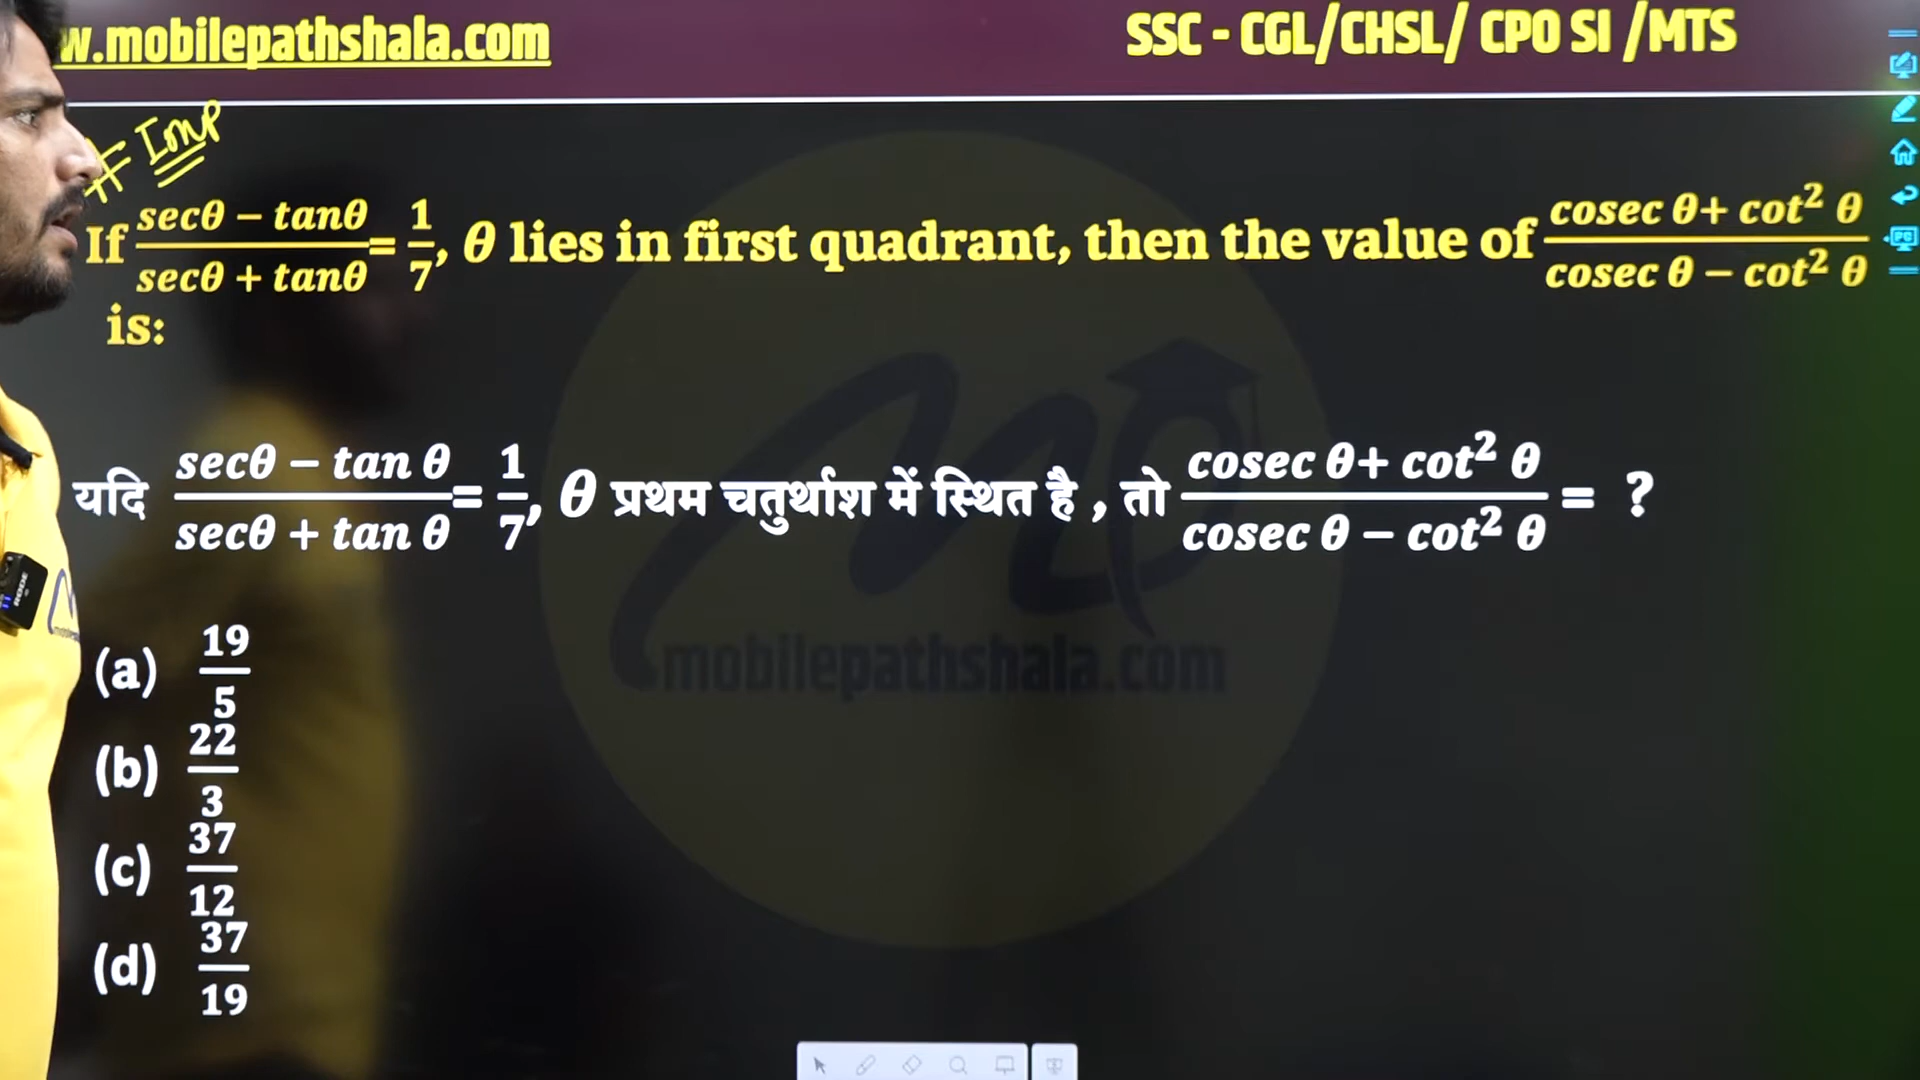 w.mobilepathshala.com
SSC - CGL/CHSL/ CPO SI /MTS
# Imp
If (secθ − tanθ)/(secθ + tanθ) = 1/7, θ lies in first quadrant, then the value of (cosec θ+ cot² θ)/(cosec θ − cot² θ)
is:
यदि (secθ − tan θ)/(secθ + tan θ) = 1/7, θ प्रथम चतुर्थाश में स्थित है , तो (cosec θ+ cot² θ)/(cosec θ − cot² θ) = ?
mobilepathshala.com
(a) 19/5
(b) 22/3
(c) 37/12
(d) 37/19
RODE
PC